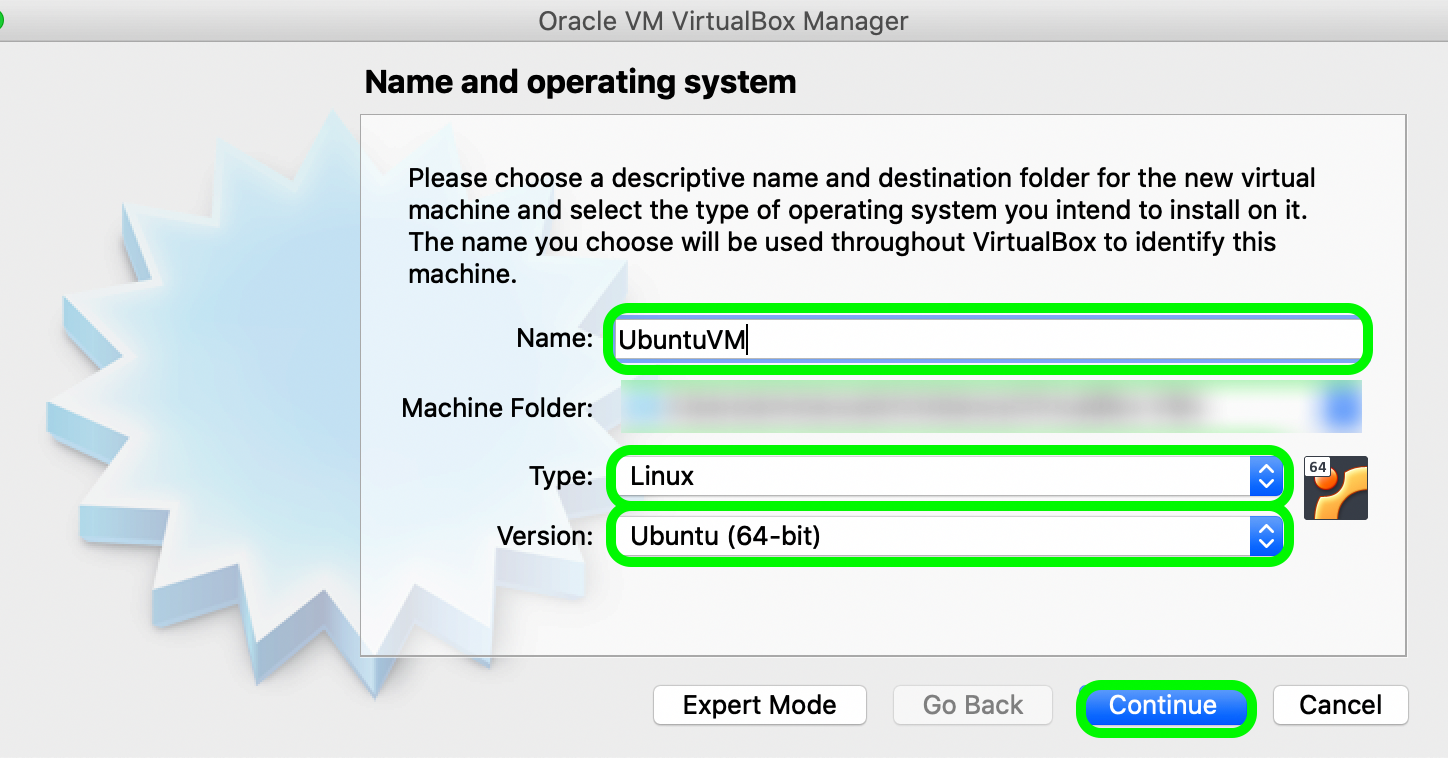 Oracle VM VirtualBox Manager
Name and operating system
Please choose a descriptive name and destination folder for the new virtual
machine and select the type of operating system you intend to install on it.
The name you choose will be used throughout VirtualBox to identify this
machine.
Name: UbuntuVM
Machine Folder:
Type: Linux
64
Version: Ubuntu (64-bit)
Expert Mode Go Back Continue Cancel